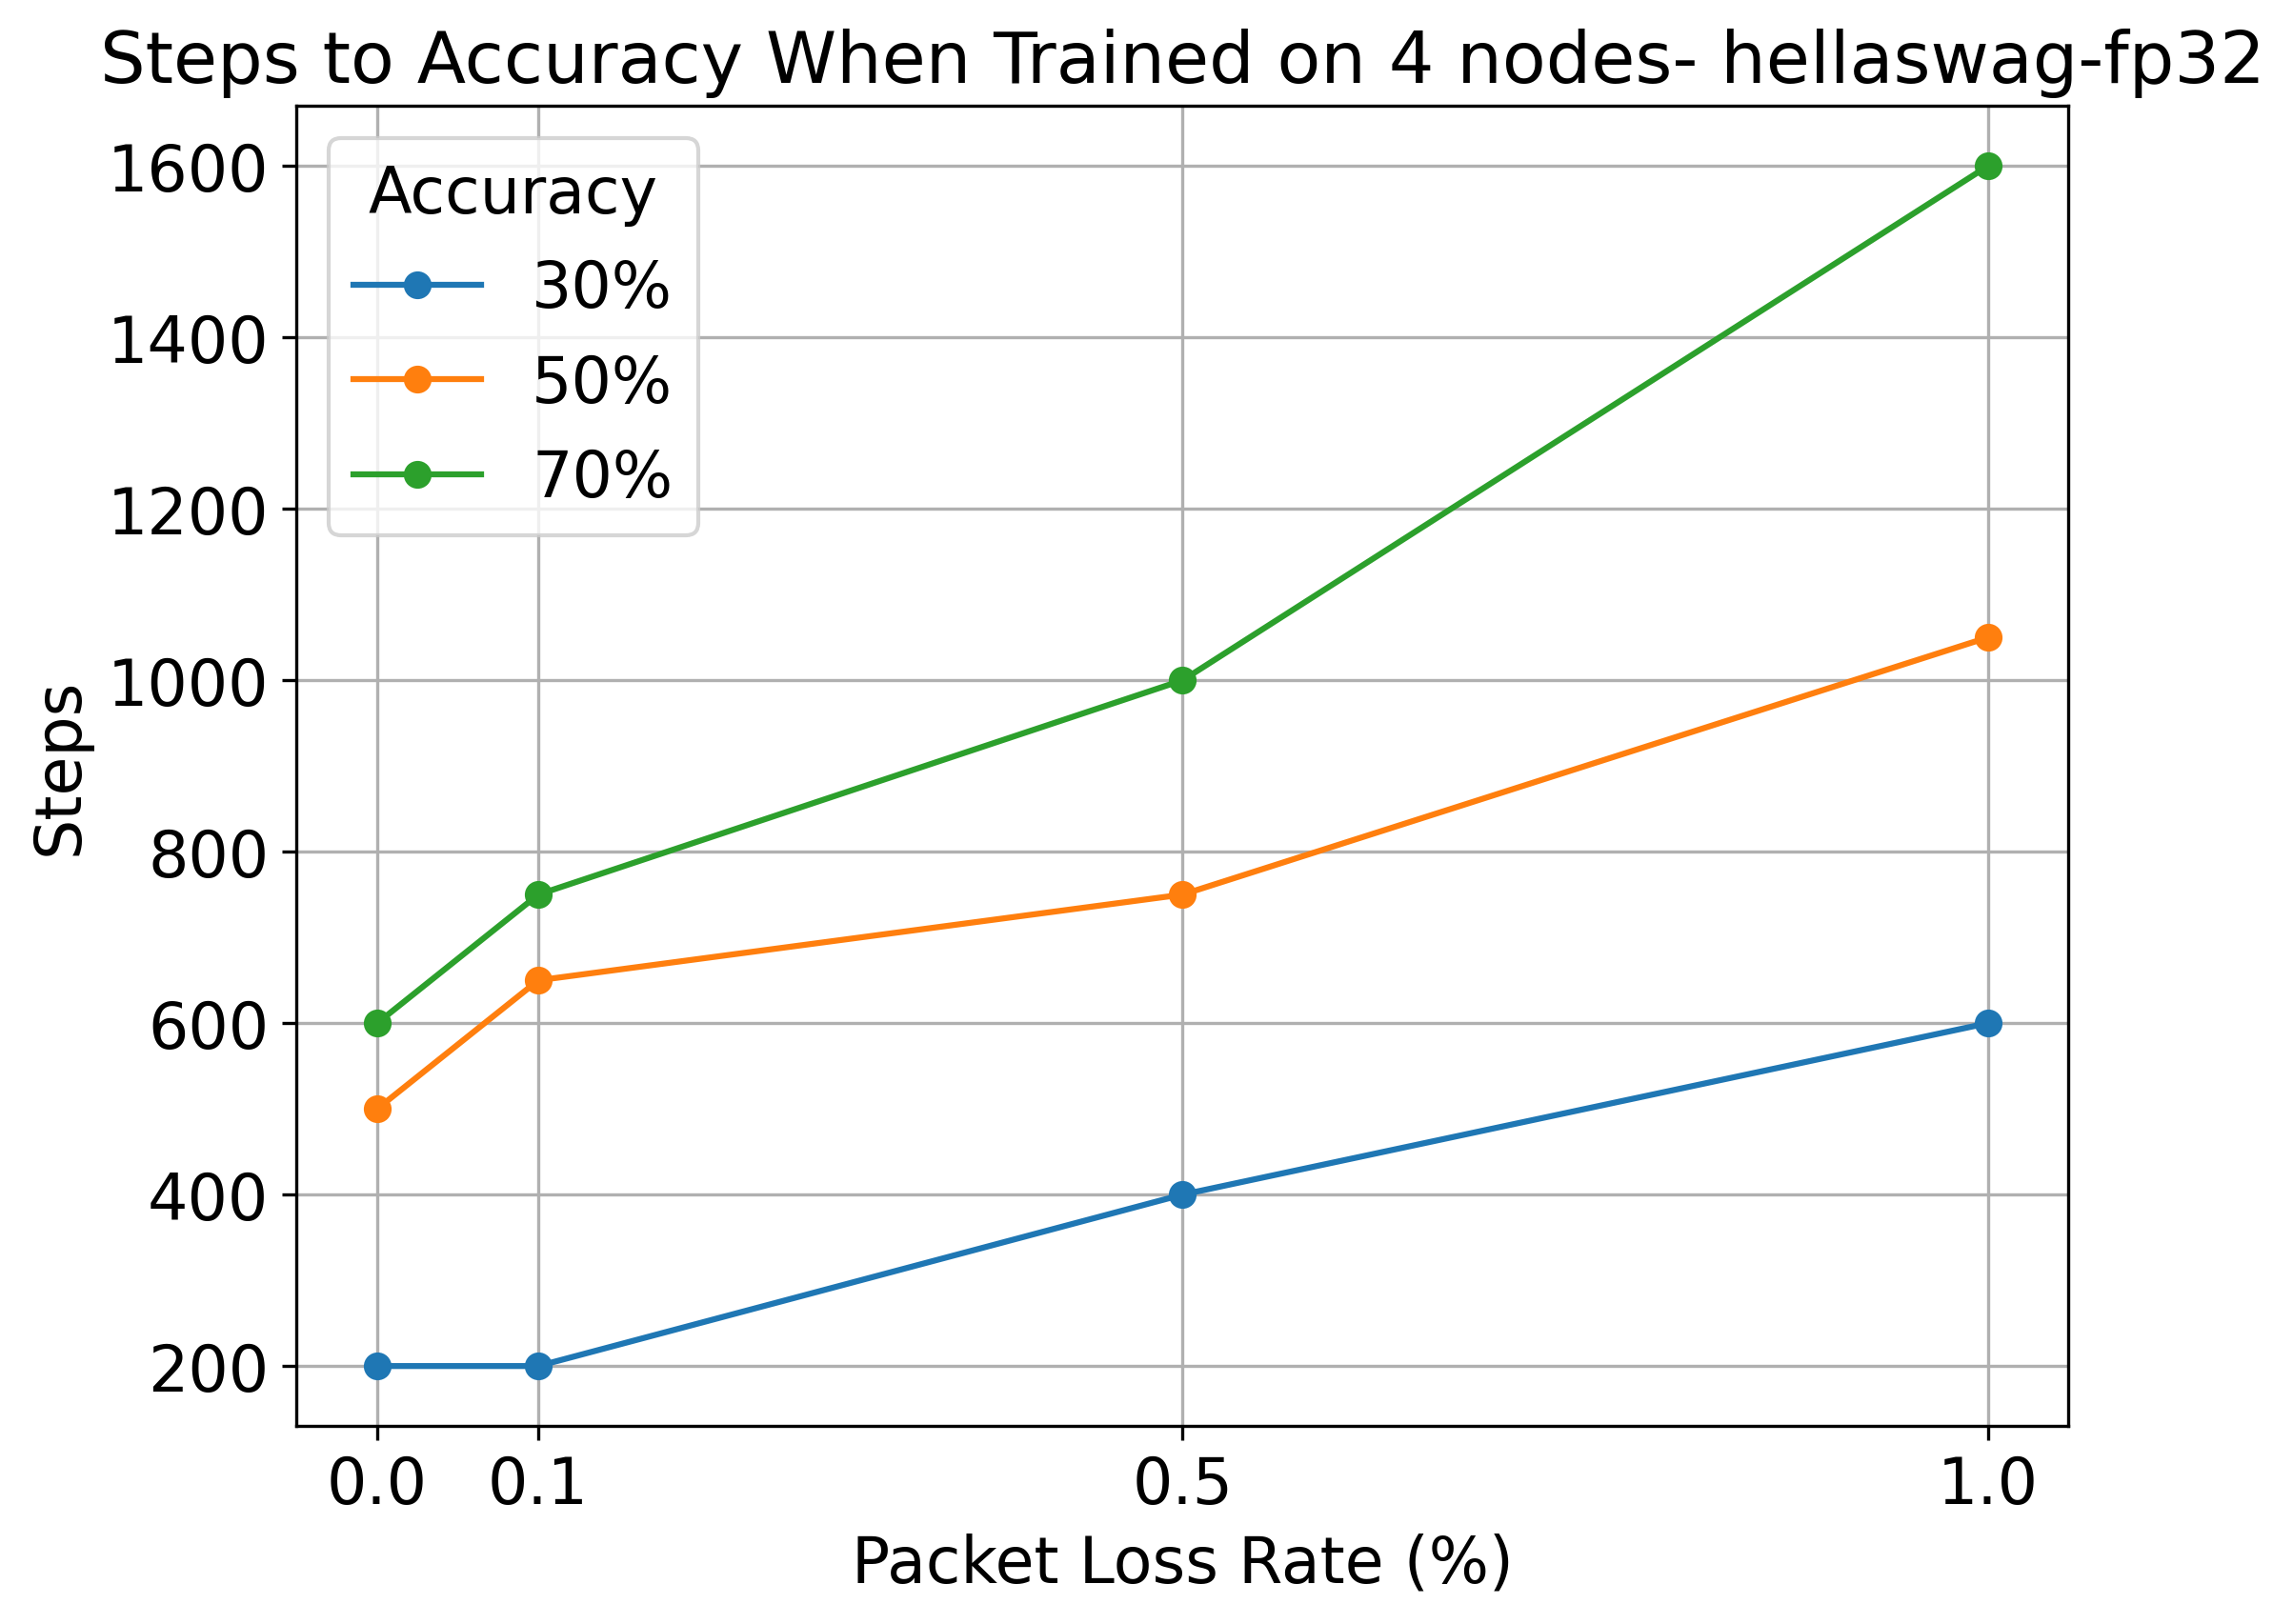 Steps to Accuracy When Trained on 4 nodes- hellaswag-fp32
Accuracy
30%
50%
70%
1600
1400
1200
1000
800
600
400
200
Steps
0.0 0.1 0.5 1.0
Packet Loss Rate (%)